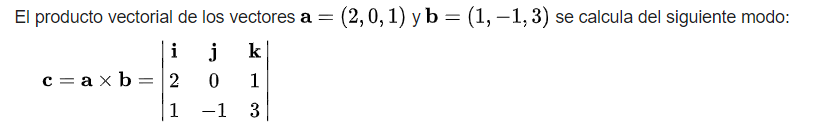 El producto vectorial de los vectores a = (2, 0, 1) y b = (1, −1, 3) se calcula del siguiente modo:
i j k
c = a × b = 2 0 1
1 −1 3